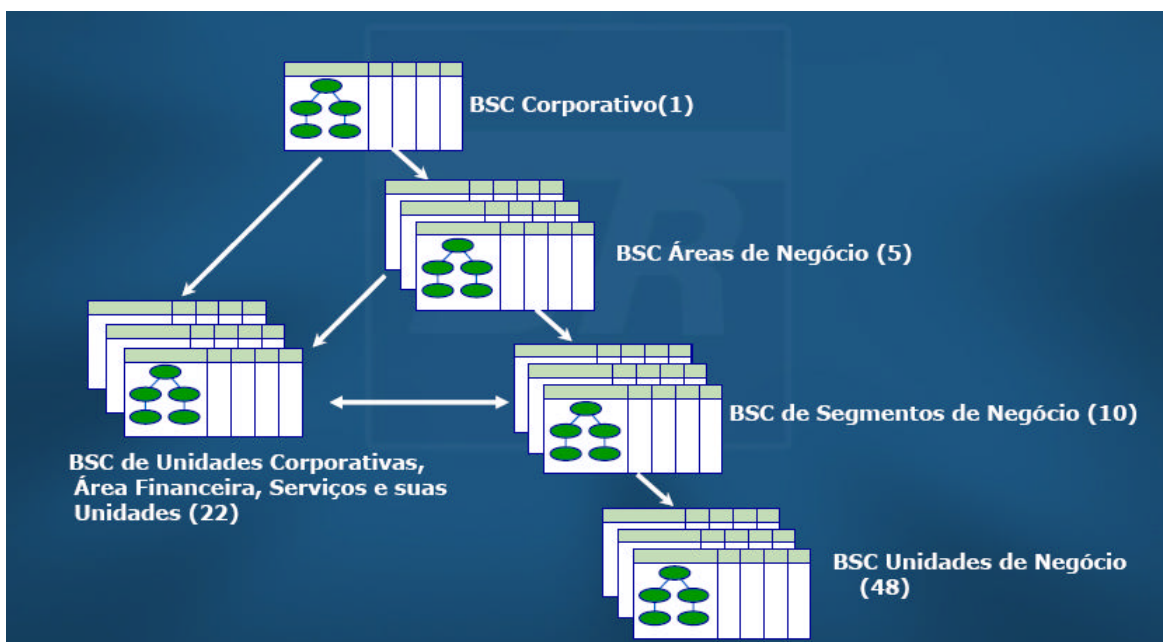 BSC Corporativo(1)
BSC Áreas de Negócio (5)
BSC de Segmentos de Negócio (10)
BSC de Unidades Corporativas,
Área Financeira, Serviços e suas
Unidades (22)
BSC Unidades de Negócio
(48)
BR